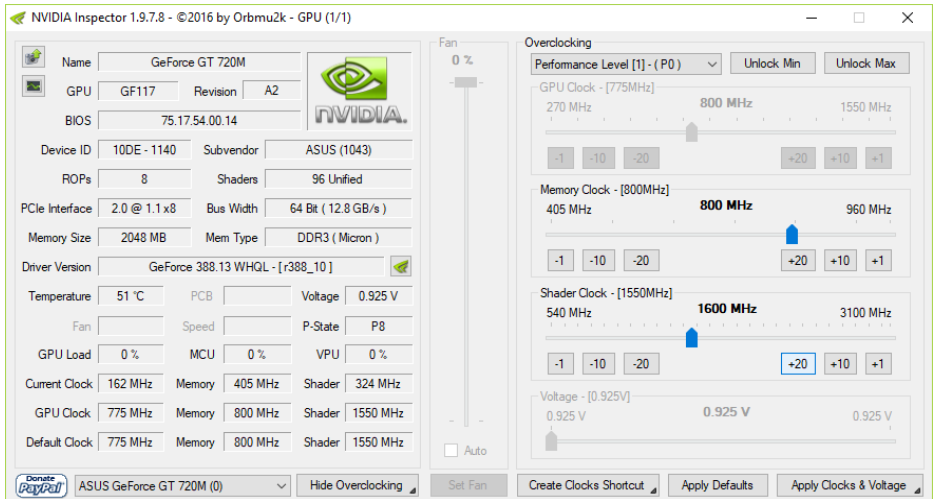 NVIDIA Inspector 1.9.7.8 - ©2016 by Orbmu2k - GPU (1/1)
Name GeForce GT 720M
GPU GF117 Revision A2
BIOS 75.17.54.00.14
nVIDIA.
Device ID 10DE - 1140 Subvendor ASUS (1043)
ROPs 8 Shaders 96 Unified
PCIe Interface 2.0 @ 1.1 x8 Bus Width 64 Bit ( 12.8 GB/s )
Memory Size 2048 MB Mem Type DDR3 ( Micron )
Driver Version GeForce 388.13 WHQL - [ r388_10 ]
Temperature 51 °C PCB Voltage 0.925 V
Fan Speed P-State P8
GPU Load 0 % MCU 0 % VPU 0 %
Current Clock 162 MHz Memory 405 MHz Shader 324 MHz
GPU Clock 775 MHz Memory 800 MHz Shader 1550 MHz
Default Clock 775 MHz Memory 800 MHz Shader 1550 MHz
Donate
PayPal
ASUS GeForce GT 720M (0)
Hide Overclocking
Fan
0 %
Auto
Set Fan
Overclocking
Performance Level [1] - ( P0 ) Unlock Min Unlock Max
GPU Clock - [775MHz]
270 MHz 800 MHz 1550 MHz
-1 -10 -20 +20 +10 +1
Memory Clock - [800MHz]
405 MHz 800 MHz 960 MHz
-1 -10 -20 +20 +10 +1
Shader Clock - [1550MHz]
540 MHz 1600 MHz 3100 MHz
-1 -10 -20 +20 +10 +1
Voltage - [0.925V]
0.925 V 0.925 V 0.925 V
Create Clocks Shortcut Apply Defaults Apply Clocks & Voltage